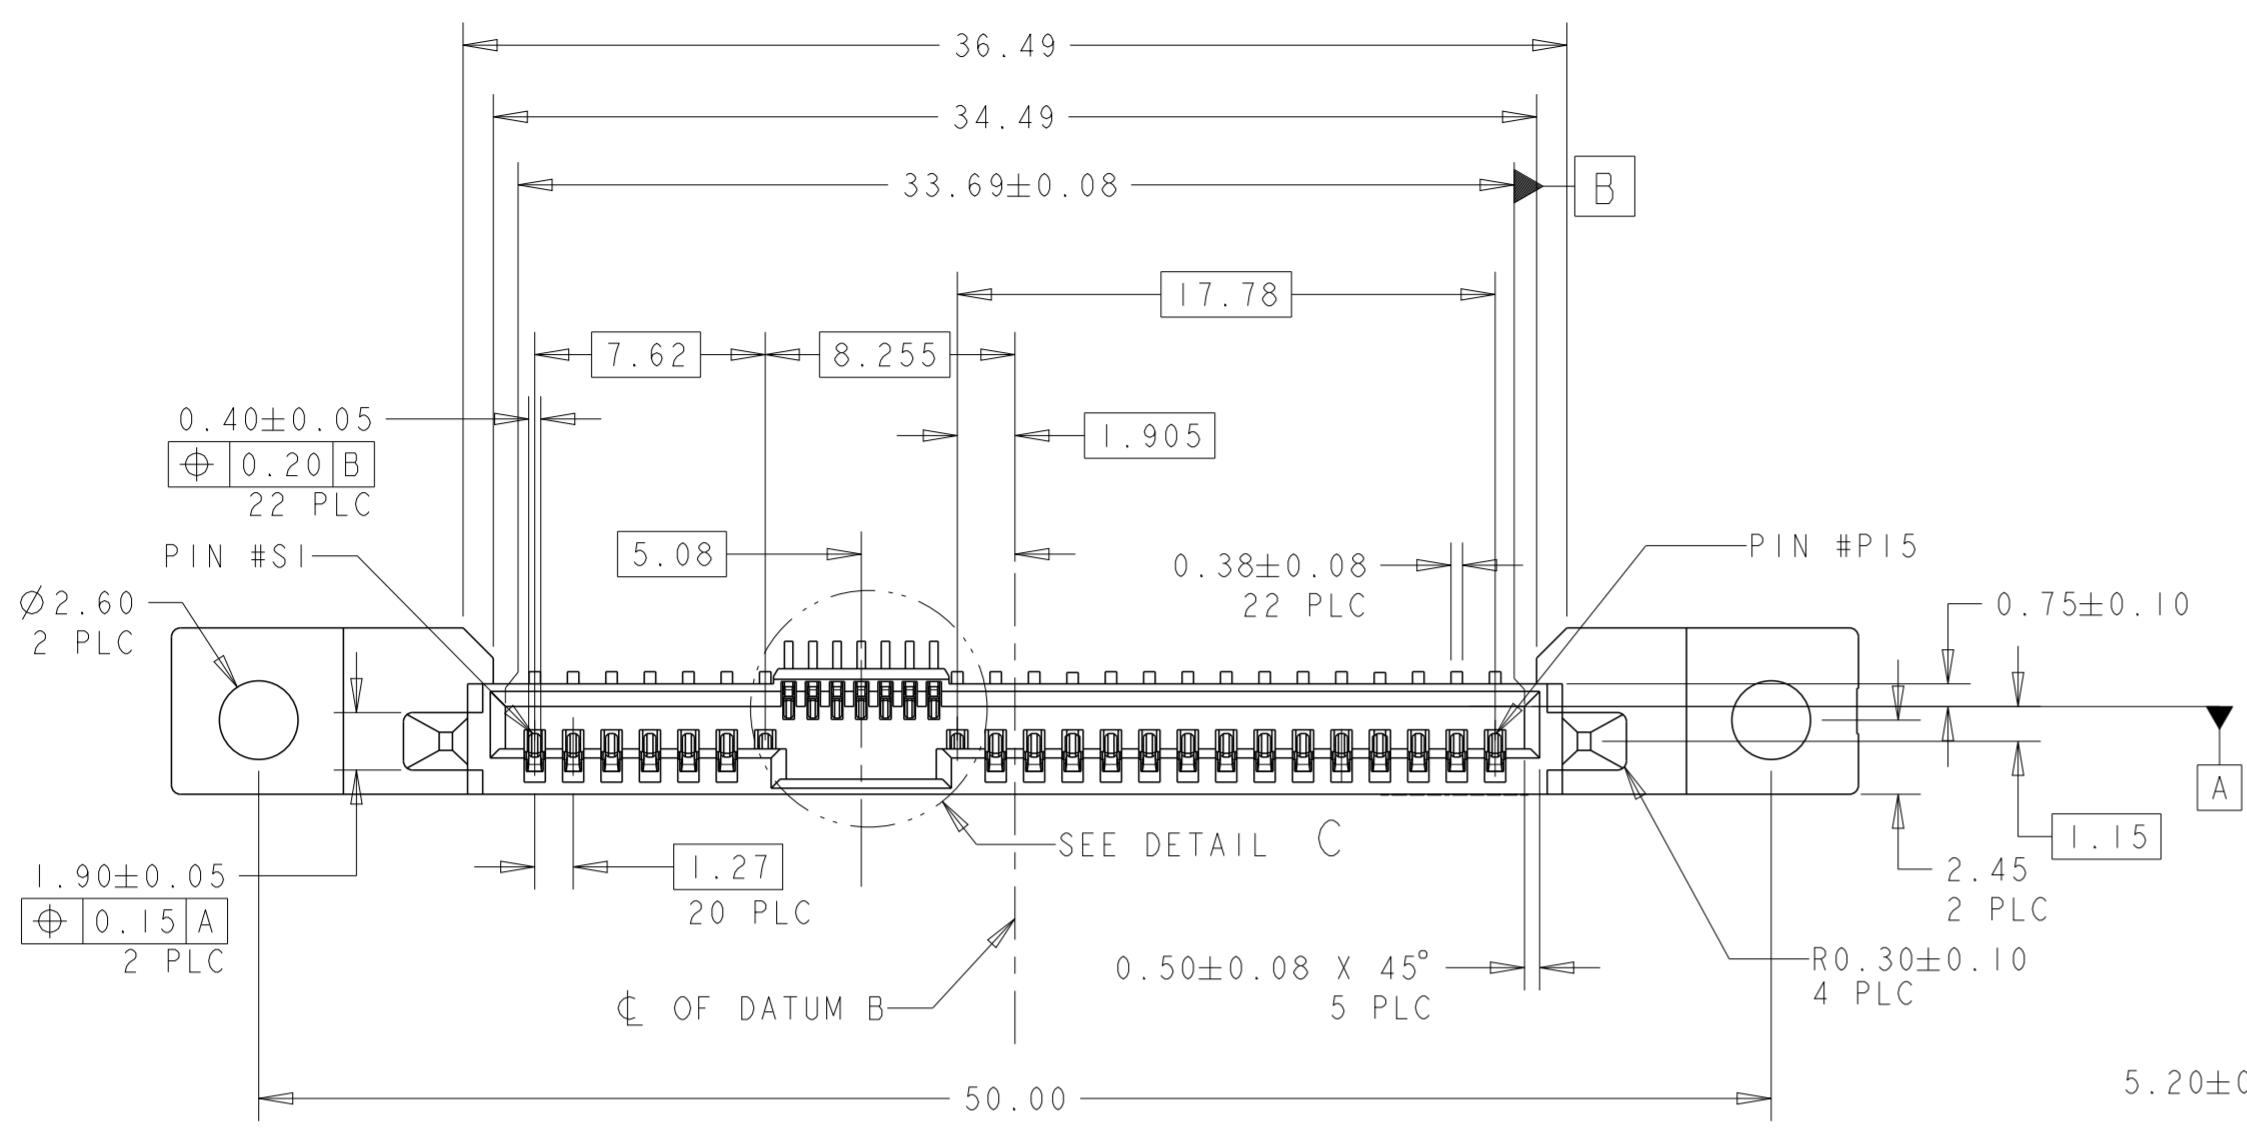 36.49
34.49
33.69±0.08
B
17.78
7.62
8.255
0.40±0.05
1.905
⌖ 0.20 B
22 PLC
5.08
PIN #S1
PIN #P15
0.38±0.08
22 PLC
Ø2.60
2 PLC
0.75±0.10
A
SEE DETAIL C
1.15
1.90±0.05
⌖ 0.15 A
2 PLC
1.27
20 PLC
2.45
2 PLC
0.50±0.08 X 45°
5 PLC
R0.30±0.10
4 PLC
℄ OF DATUM B
50.00
5.20±0